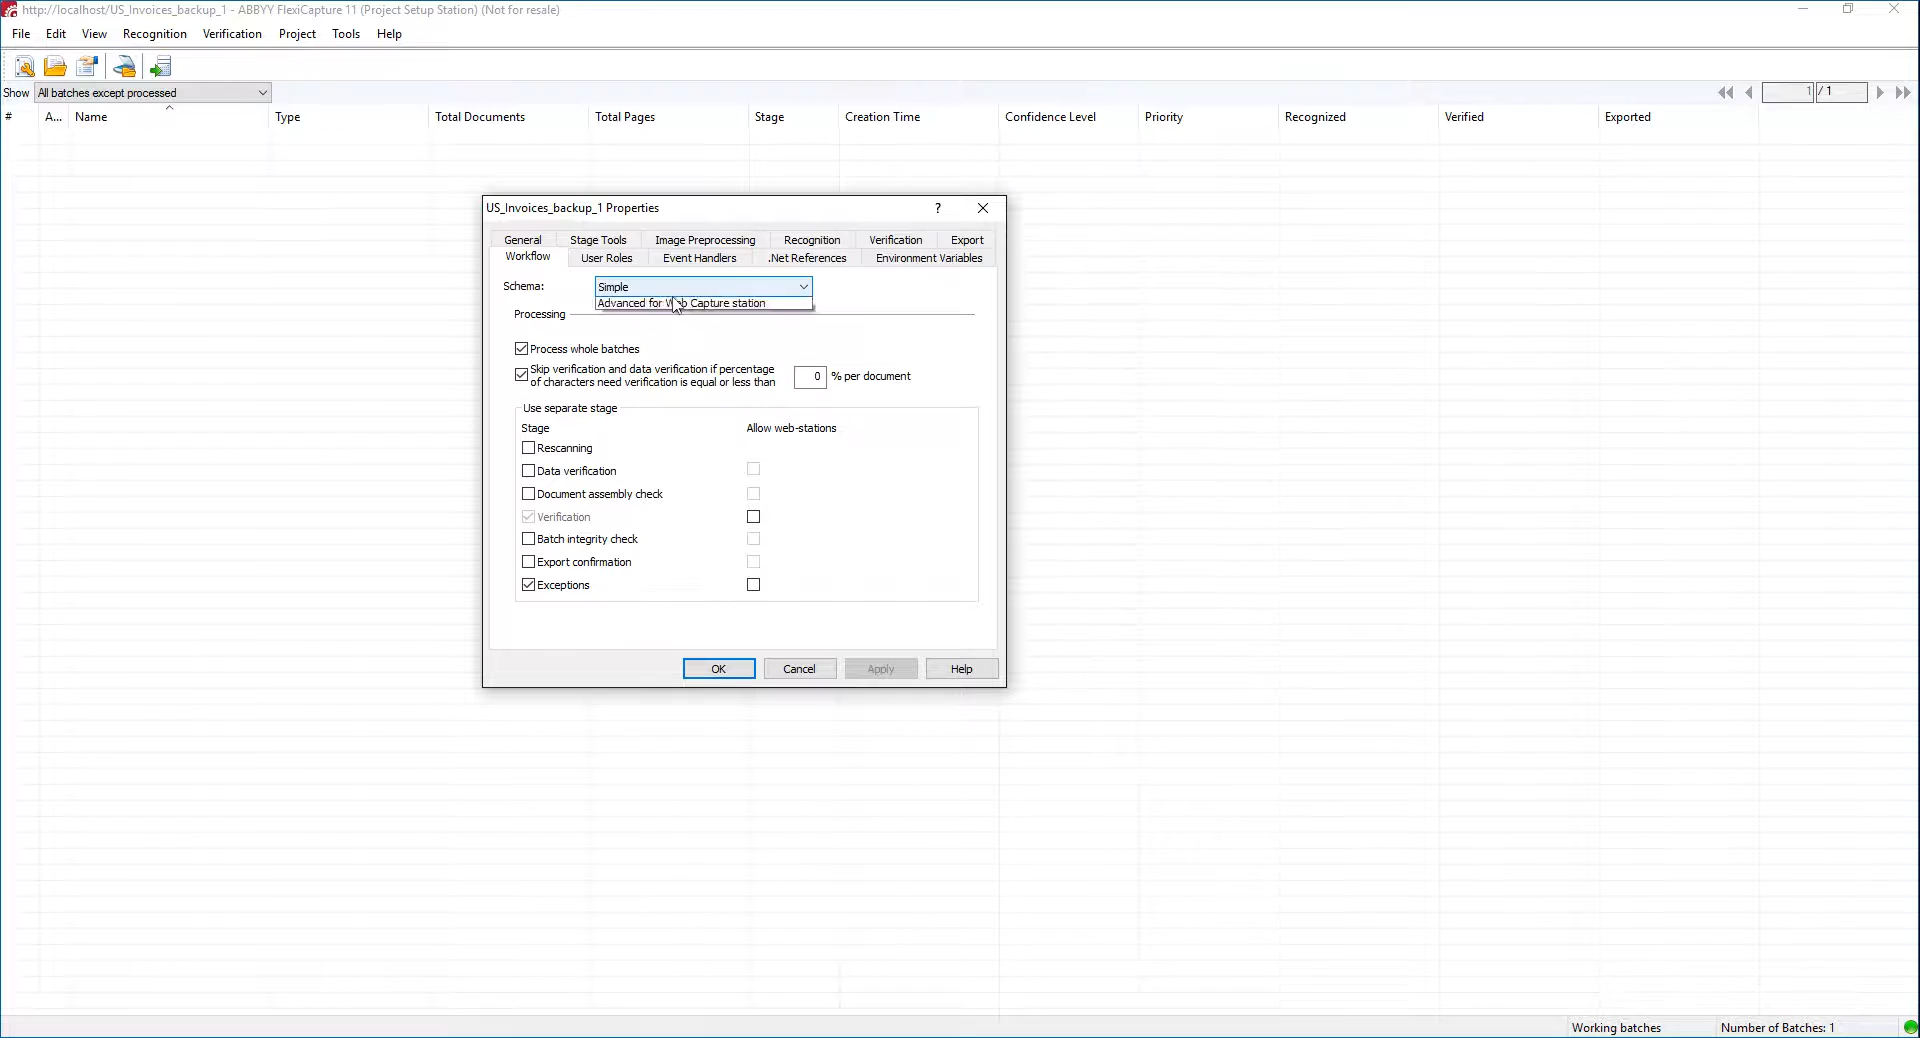 http://localhost/US_Invoices_backup_1 - ABBYY FlexiCapture 11 (Project Setup Station) (Not for resale)
File Edit View Recognition Verification Project Tools Help
Show All batches except processed 1 / 1
# A... Name Type Total Documents Total Pages Stage Creation Time Confidence Level Priority Recognized Verified Exported
US_Invoices_backup_1 Properties ?
General Stage Tools Image Preprocessing Recognition Verification Export
Workflow User Roles Event Handlers .Net References Environment Variables
Schema: Simple
Advanced for Web Capture station
Processing
Process whole batches
Skip verification and data verification if percentage
of characters need verification is equal or less than 0 % per document
Use separate stage
Stage Allow web-stations
Rescanning
Data verification
Document assembly check
Verification
Batch integrity check
Export confirmation
Exceptions
OK Cancel Apply Help
Working batches Number of Batches: 1